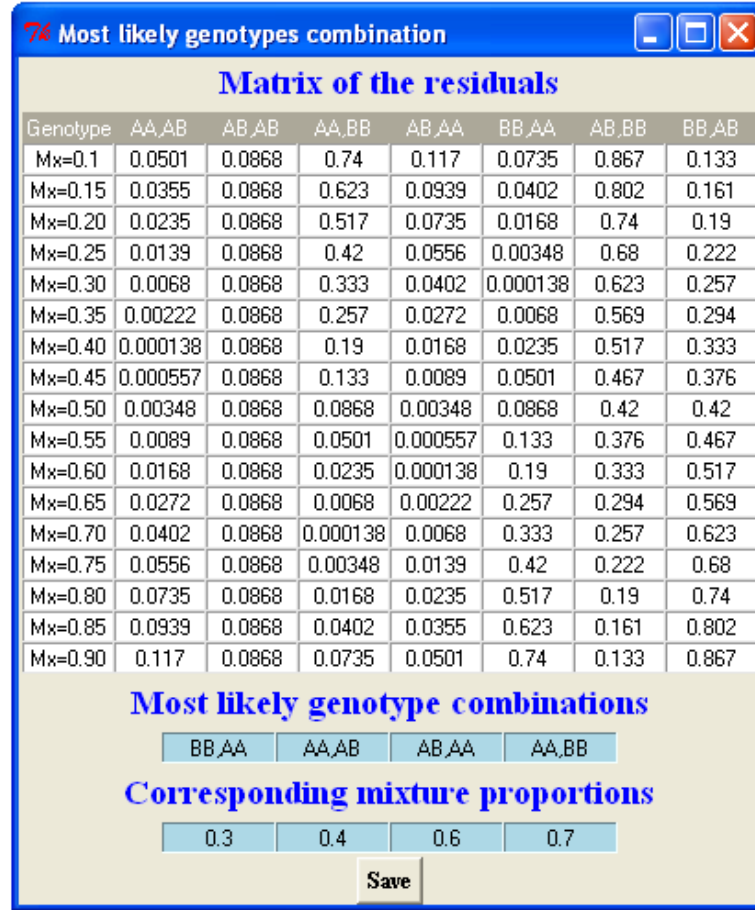 Most likely genotypes combination
Matrix of the residuals
Genotype AA,AB AB,AB AA,BB AB,AA BB,AA AB,BB BB,AB
Mx=0.1 0.0501 0.0868 0.74 0.117 0.0735 0.867 0.133
Mx=0.15 0.0355 0.0868 0.623 0.0939 0.0402 0.802 0.161
Mx=0.20 0.0235 0.0868 0.517 0.0735 0.0168 0.74 0.19
Mx=0.25 0.0139 0.0868 0.42 0.0556 0.00348 0.68 0.222
Mx=0.30 0.0068 0.0868 0.333 0.0402 0.000138 0.623 0.257
Mx=0.35 0.00222 0.0868 0.257 0.0272 0.0068 0.569 0.294
Mx=0.40 0.000138 0.0868 0.19 0.0168 0.0235 0.517 0.333
Mx=0.45 0.000557 0.0868 0.133 0.0089 0.0501 0.467 0.376
Mx=0.50 0.00348 0.0868 0.0868 0.00348 0.0868 0.42 0.42
Mx=0.55 0.0089 0.0868 0.0501 0.000557 0.133 0.376 0.467
Mx=0.60 0.0168 0.0868 0.0235 0.000138 0.19 0.333 0.517
Mx=0.65 0.0272 0.0868 0.0068 0.00222 0.257 0.294 0.569
Mx=0.70 0.0402 0.0868 0.000138 0.0068 0.333 0.257 0.623
Mx=0.75 0.0556 0.0868 0.00348 0.0139 0.42 0.222 0.68
Mx=0.80 0.0735 0.0868 0.0168 0.0235 0.517 0.19 0.74
Mx=0.85 0.0939 0.0868 0.0402 0.0355 0.623 0.161 0.802
Mx=0.90 0.117 0.0868 0.0735 0.0501 0.74 0.133 0.867
Most likely genotype combinations
BB,AA AA,AB AB,AA AA,BB
Corresponding mixture proportions
0.3 0.4 0.6 0.7
Save